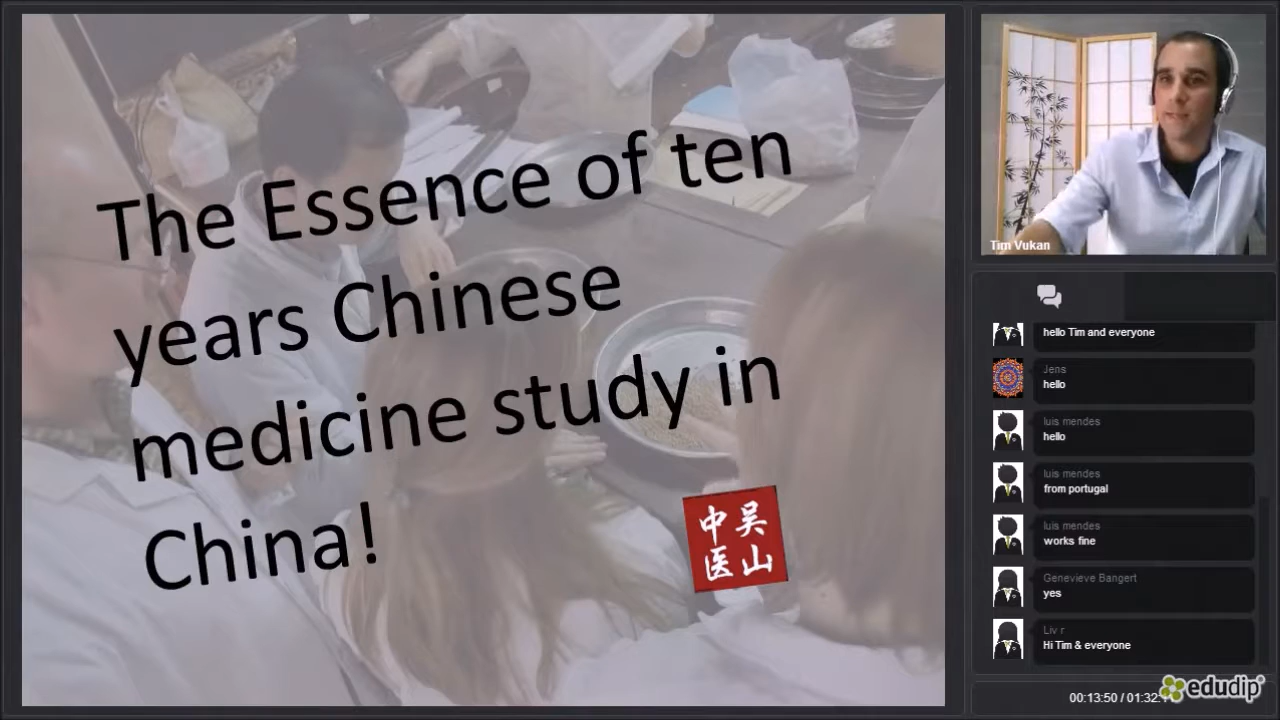 The Essence of ten
years Chinese
medicine study in
China!
中吴
医山
Tim Vukan
hello Tim and everyone
Jens
hello
luis mendes
hello
luis mendes
from portugal
luis mendes
works fine
Genevieve Bangert
yes
Liv r
Hi Tim & everyone
00:13:50 / 01:32:
edudip